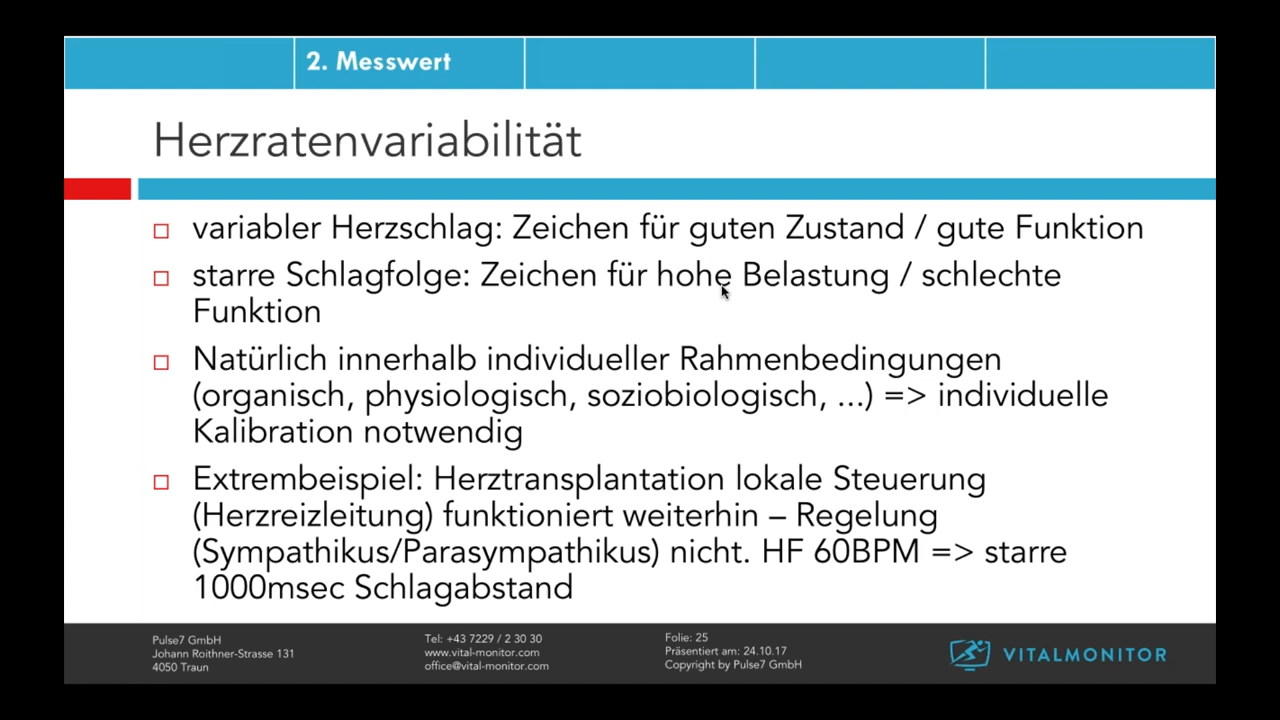 2. Messwert
Herzratenvariabilität
variabler Herzschlag: Zeichen für guten Zustand / gute Funktion
starre Schlagfolge: Zeichen für hohe Belastung / schlechte
Funktion
Natürlich innerhalb individueller Rahmenbedingungen
(organisch, physiologisch, soziobiologisch, ...) => individuelle
Kalibration notwendig
Extrembeispiel: Herztransplantation lokale Steuerung
(Herzreizleitung) funktioniert weiterhin – Regelung
(Sympathikus/Parasympathikus) nicht. HF 60BPM => starre
1000msec Schlagabstand
Pulse7 GmbH
Johann Roithner-Strasse 131
4050 Traun
Tel: +43 7229 / 2 30 30
www.vital-monitor.com
office@vital-monitor.com
Folie: 25
Präsentiert am: 24.10.17
Copyright by Pulse7 GmbH
VITALMONITOR